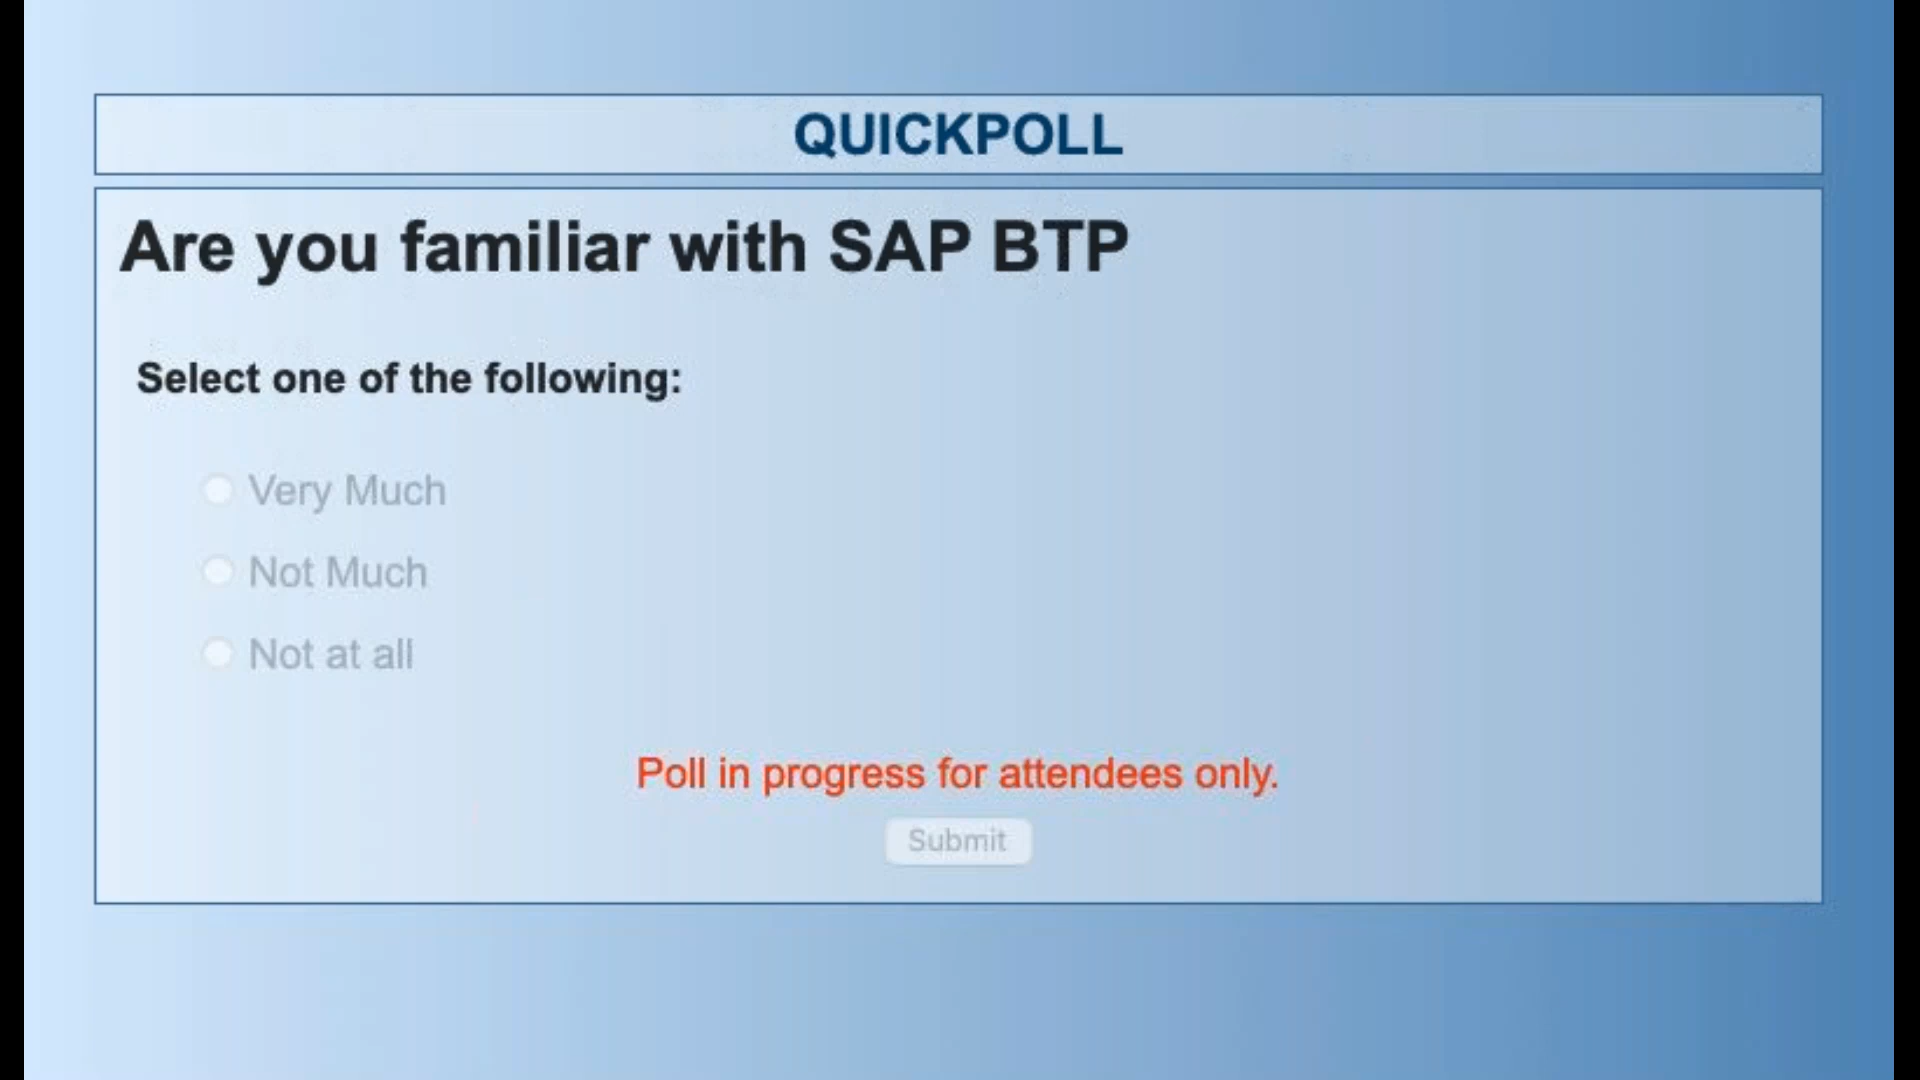 QUICKPOLL
Are you familiar with SAP BTP
Select one of the following:
Very Much
Not Much
Not at all
Poll in progress for attendees only.
Submit